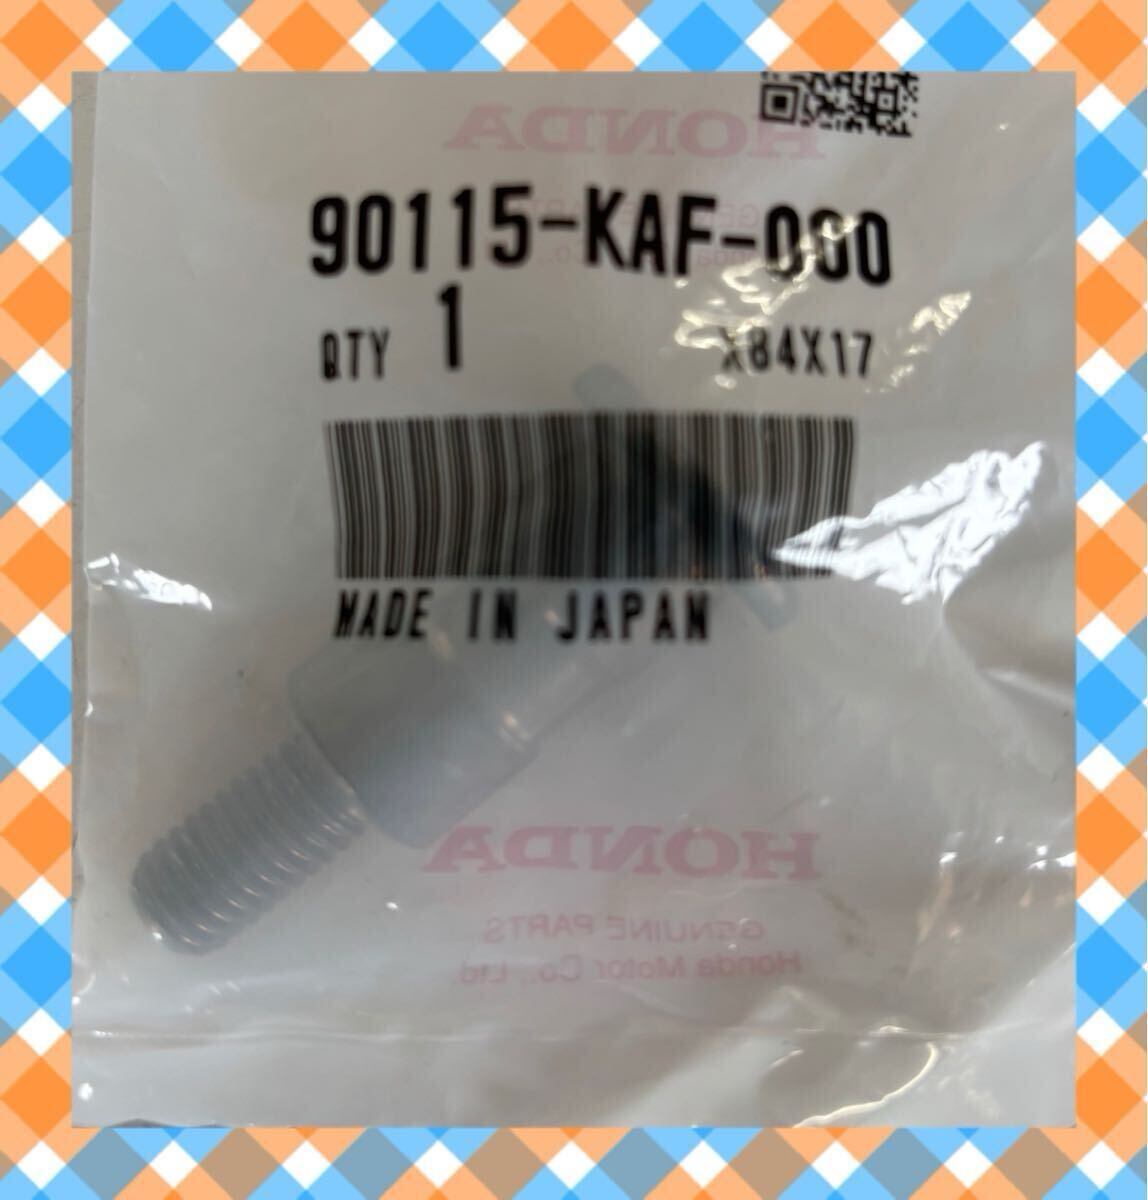 HONDA
90115-KAF-000
QTY 1 X84X17
MADE IN JAPAN
HONDA
GENUINE PARTS
Honda Motor Co., Ltd.